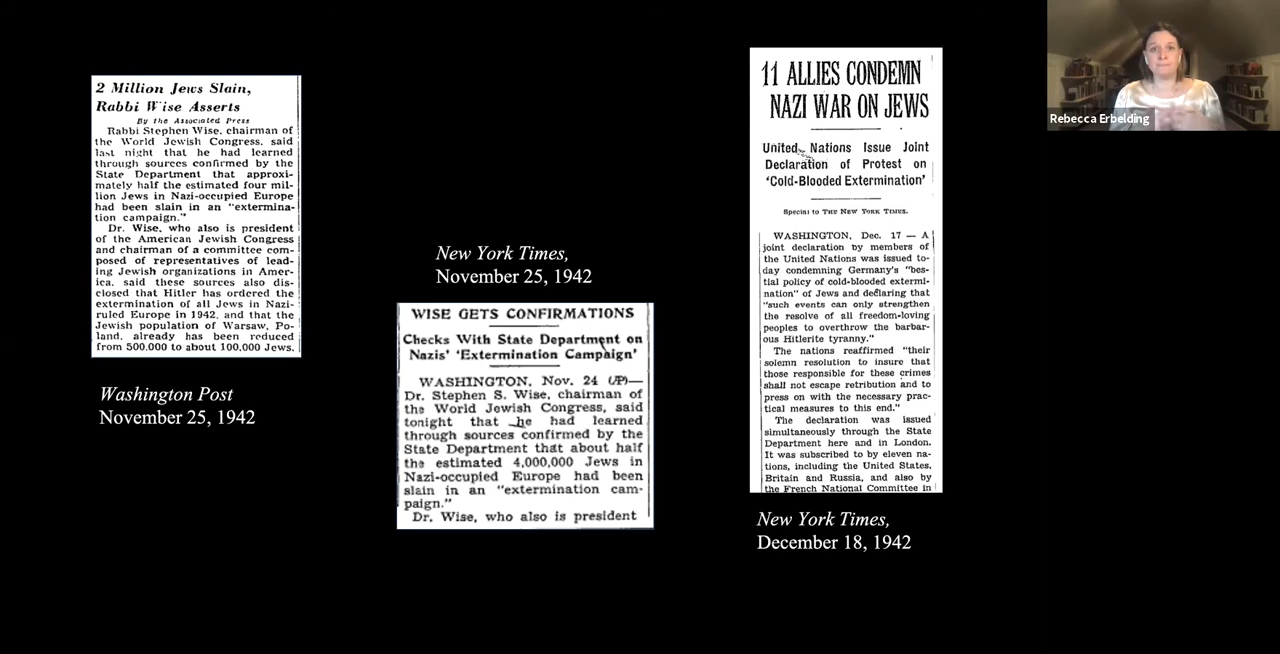 2 Million Jews Slain,
Rabbi Wise Asserts
By the Associated Press
Rabbi Stephen Wise, chairman of
the World Jewish Congress, said
last night that he had learned
through sources confirmed by the
State Department that approxi-
mately half the estimated four mil-
lion Jews in Nazi-occupied Europe
had been slain in an "extermina-
tion campaign."
Dr. Wise, who also is president
of the American Jewish Congress
and chairman of a committee com-
posed of representatives of lead-
ing Jewish organizations in Amer-
ica, said these sources also dis-
closed that Hitler has ordered the
extermination of all Jews in Nazi-
ruled Europe in 1942, and that the
Jewish population of Warsaw, Po-
land, already has been reduced
from 500,000 to about 100,000 Jews.
Washington Post
November 25, 1942
New York Times,
November 25, 1942
WISE GETS CONFIRMATIONS
Checks With State Department on
Nazis' 'Extermination Campaign'
WASHINGTON, Nov. 24 (AP)—
Dr. Stephen S. Wise, chairman of
the World Jewish Congress, said
tonight that he had learned
through sources confirmed by the
State Department that about half
the estimated 4,000,000 Jews in
Nazi-occupied Europe had been
slain in an "extermination cam-
paign."
Dr. Wise, who also is president
11 ALLIES CONDEMN
NAZI WAR ON JEWS
United Nations Issue Joint
Declaration of Protest on
'Cold-Blooded Extermination'
Special to THE NEW YORK TIMES.
WASHINGTON, Dec. 17 — A
joint declaration by members of
the United Nations was issued to-
day condemning Germany's "bes-
tial policy of cold-blooded extermi-
nation" of Jews and declaring that
"such events can only strengthen
the resolve of all freedom-loving
peoples to overthrow the barbar-
ous Hitlerite tyranny."
The nations reaffirmed "their
solemn resolution to insure that
those responsible for these crimes
shall not escape retribution and to
press on with the necessary prac-
tical measures to this end."
The declaration was issued
simultaneously through the State
Department here and in London.
It was subscribed to by eleven na-
tions, including the United States,
Britain and Russia, and also by
the French National Committee in
New York Times,
December 18, 1942
Rebecca Erbelding